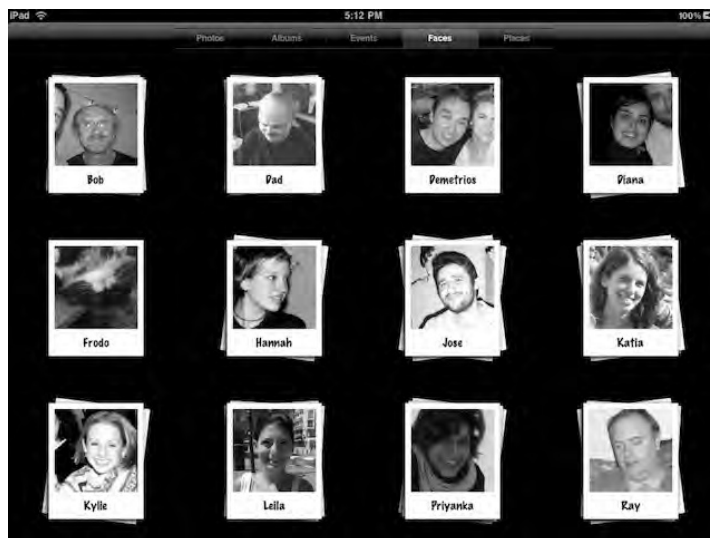 iPad 5:12 PM 100%
Photos Albums Events Faces Places
Bob Dad Demetrios Diana
Frodo Hannah Jose Katia
Kylie Leila Priyanka Ray